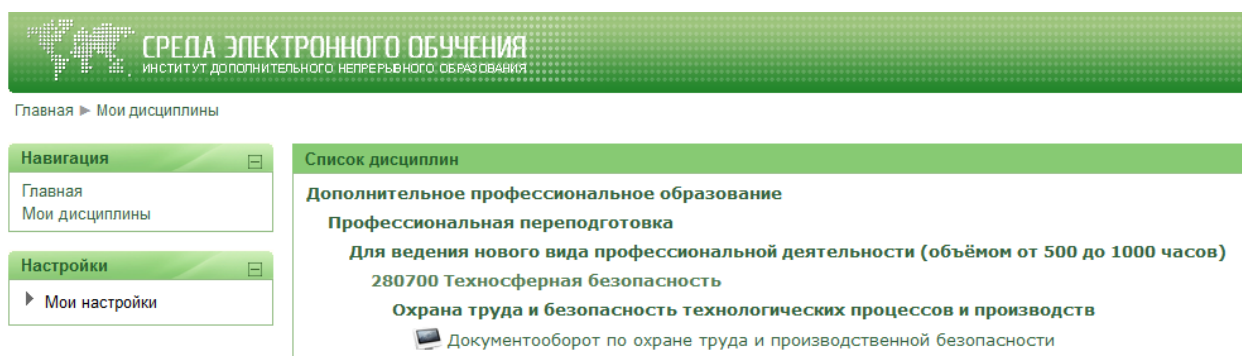 СРЕДА ЭЛЕКТРОННОГО ОБУЧЕНИЯ
ИНСТИТУТ ДОПОЛНИТЕЛЬНОГО НЕПРЕРЫВНОГО ОБРАЗОВАНИЯ
Главная ► Мои дисциплины
Навигация
Главная
Мои дисциплины
Настройки
Мои настройки
Список дисциплин
Дополнительное профессиональное образование
Профессиональная переподготовка
Для ведения нового вида профессиональной деятельности (объёмом от 500 до 1000 часов)
280700 Техносферная безопасность
Охрана труда и безопасность технологических процессов и производств
Документооборот по охране труда и производственной безопасности